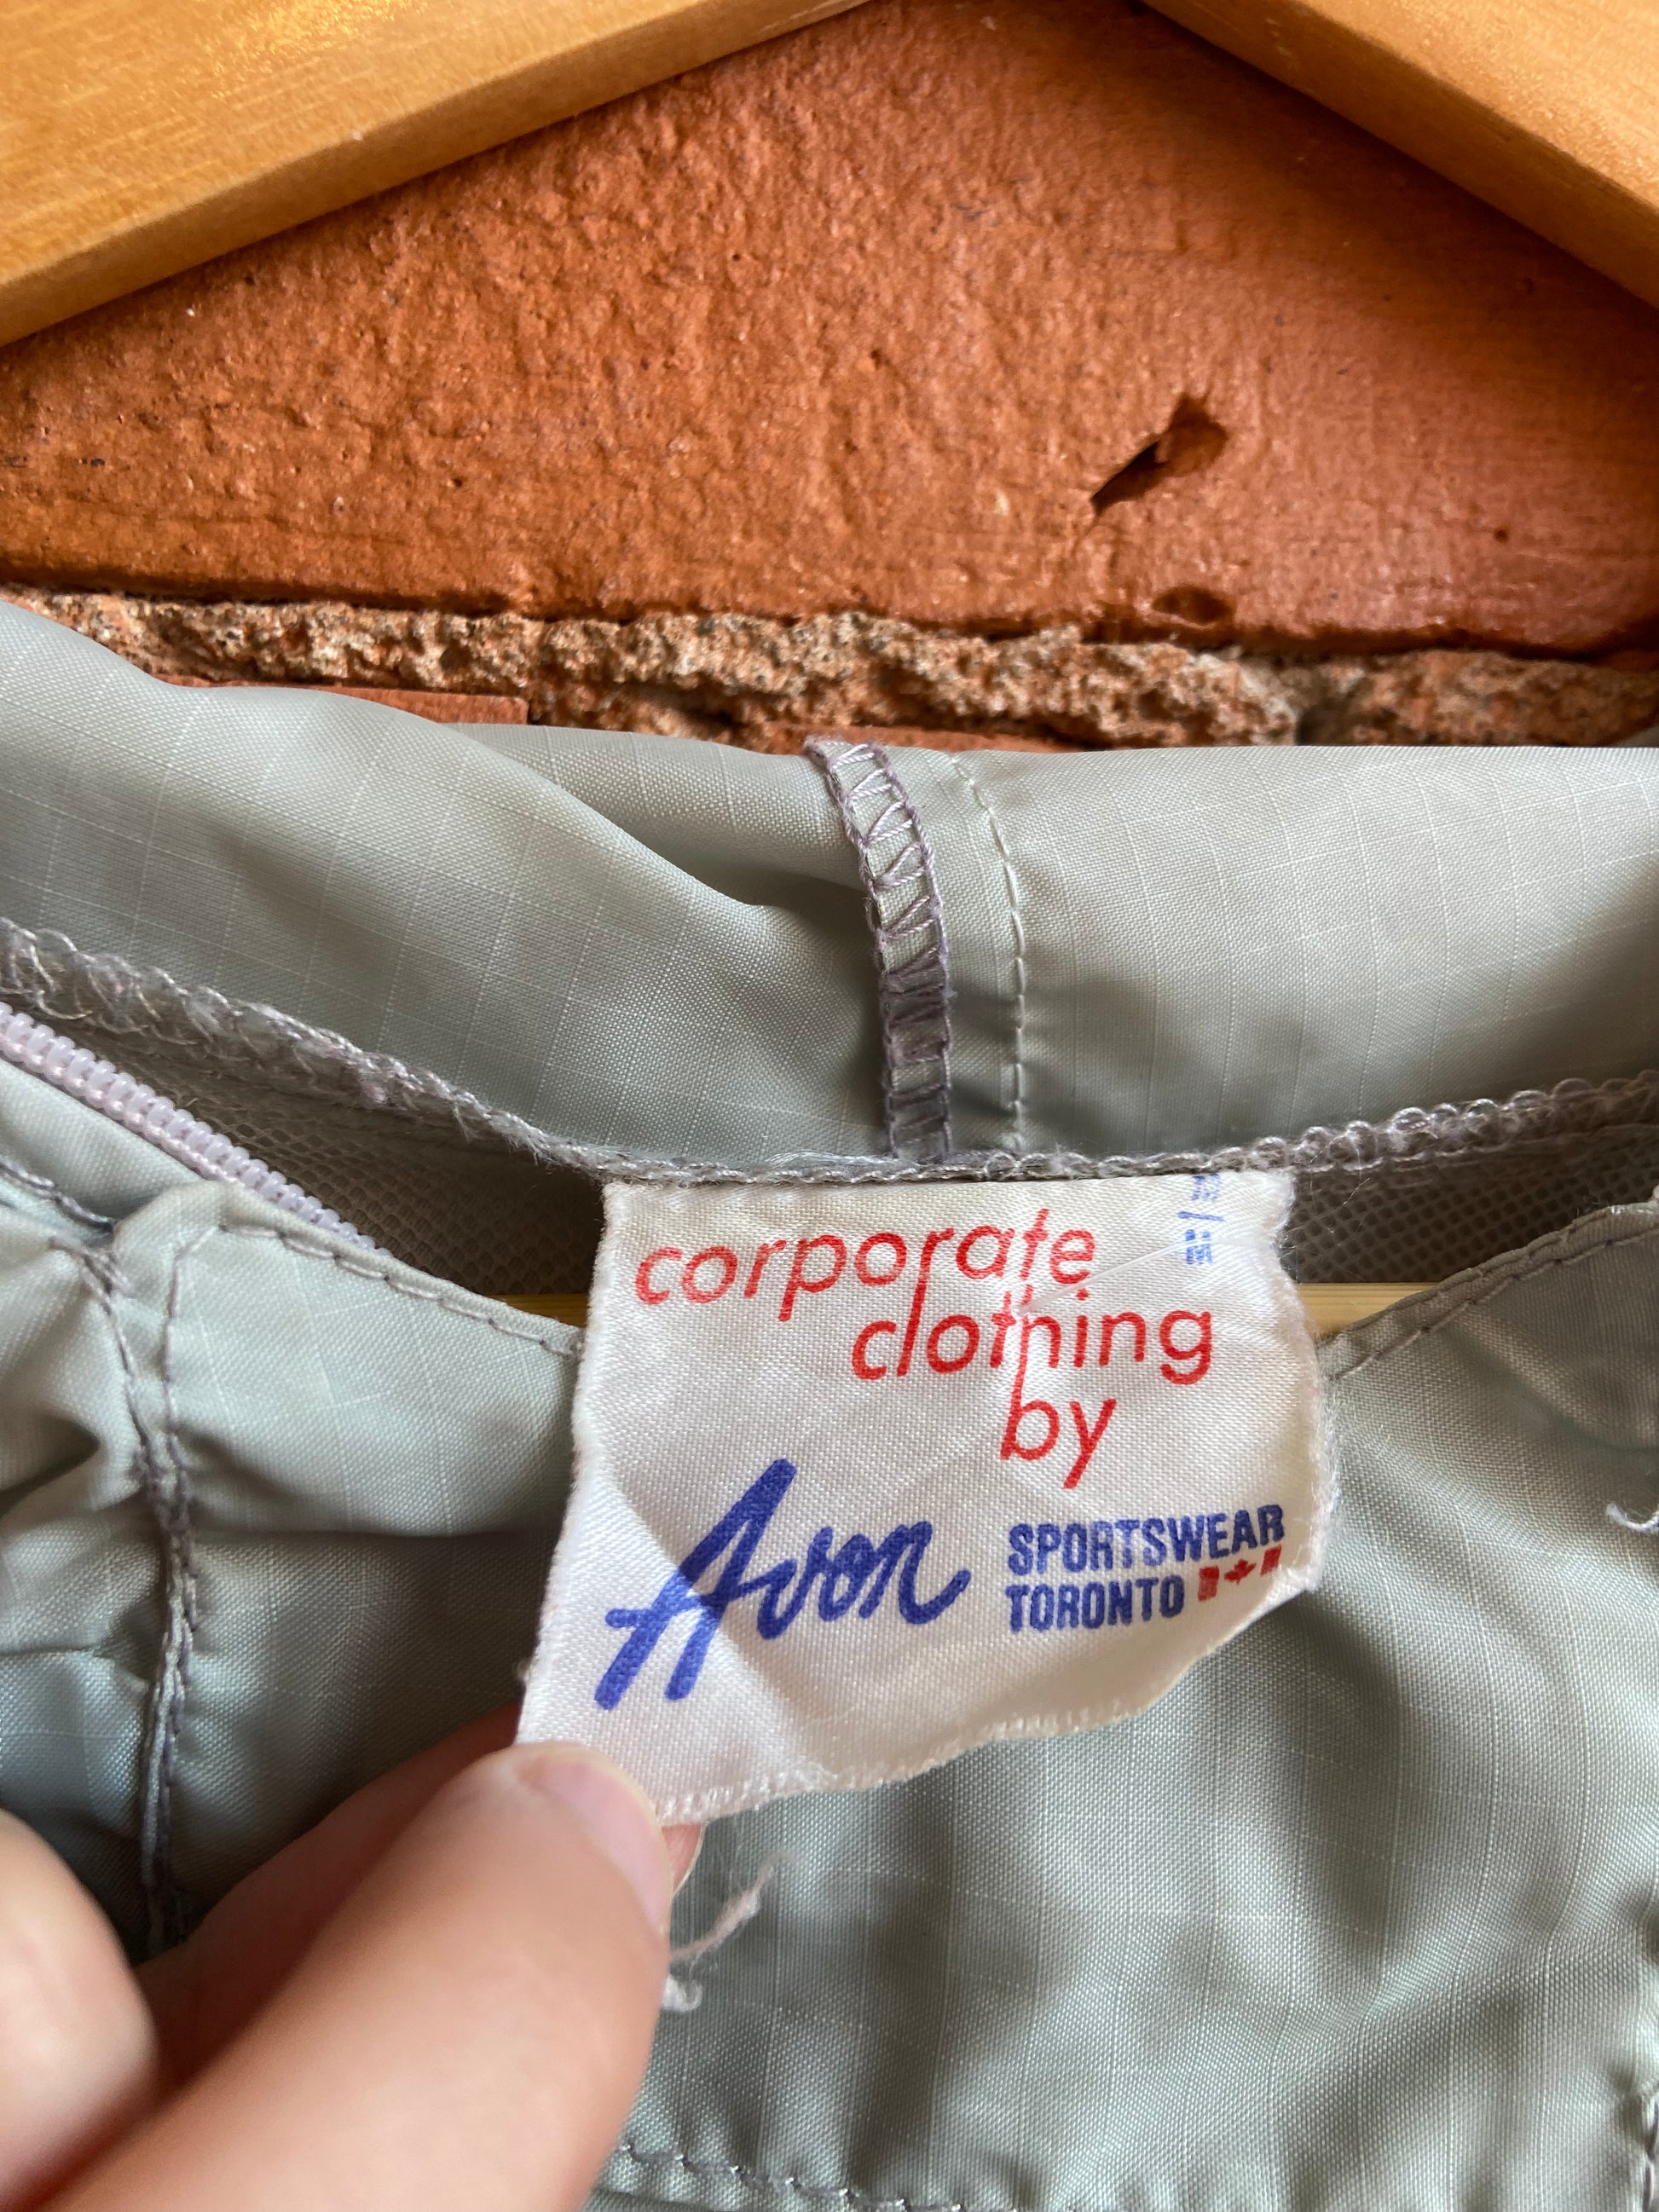 corporate
clothing
by
Avon
SPORTSWEAR
TORONTO